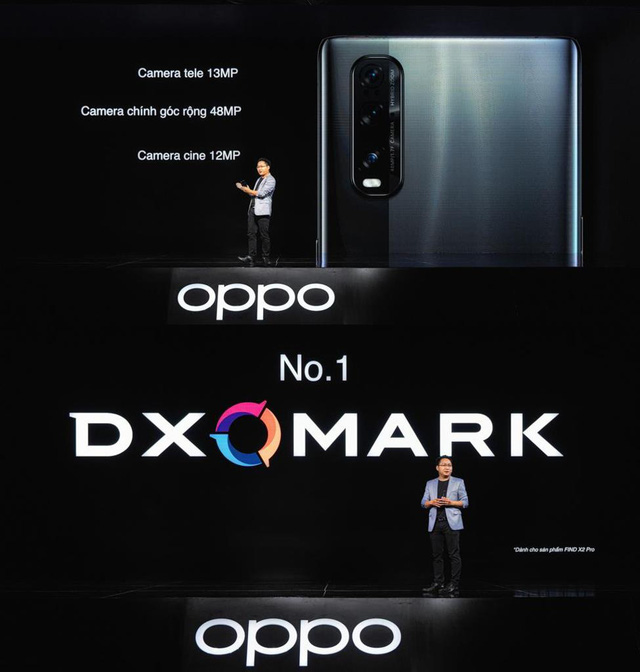 Camera tele 13MP
Camera chính góc rộng 48MP
Camera cine 12MP
oppo
No.1
DXOMARK
*Dành cho sản phẩm FIND X2 Pro
oppo